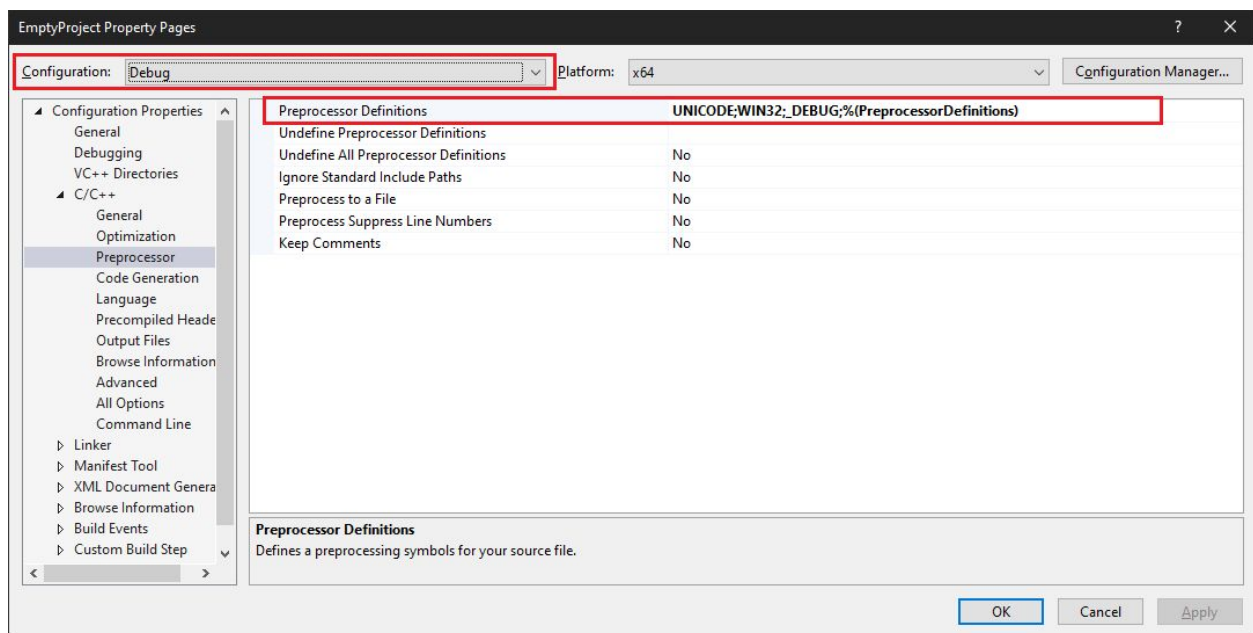 EmptyProject Property Pages ? ×
Configuration: Debug Platform: x64 Configuration Manager...
Configuration Properties
General
Debugging
VC++ Directories
C/C++
General
Optimization
Preprocessor
Code Generation
Language
Precompiled Heade
Output Files
Browse Information
Advanced
All Options
Command Line
Linker
Manifest Tool
XML Document Genera
Browse Information
Build Events
Custom Build Step
Preprocessor Definitions UNICODE;WIN32;_DEBUG;%(PreprocessorDefinitions)
Undefine Preprocessor Definitions
Undefine All Preprocessor Definitions No
Ignore Standard Include Paths No
Preprocess to a File No
Preprocess Suppress Line Numbers No
Keep Comments No
Preprocessor Definitions
Defines a preprocessing symbols for your source file.
OK Cancel Apply